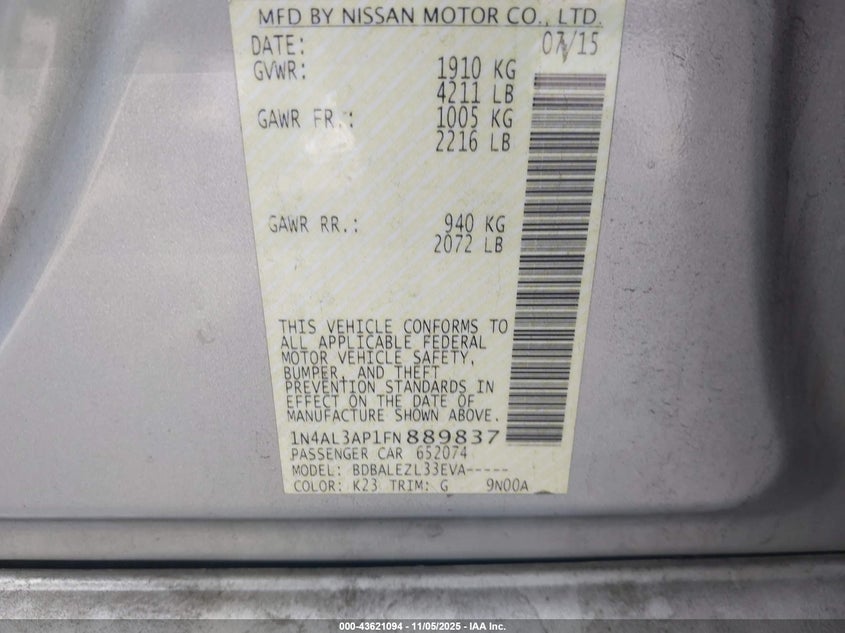 MFD BY NISSAN MOTOR CO., LTD.
DATE: 07/15
GVWR: 1910 KG
4211 LB
GAWR FR.: 1005 KG
2216 LB
GAWR RR.: 940 KG
2072 LB
THIS VEHICLE CONFORMS TO
ALL APPLICABLE FEDERAL
MOTOR VEHICLE SAFETY,
BUMPER, AND THEFT
PREVENTION STANDARDS IN
EFFECT ON THE DATE OF
MANUFACTURE SHOWN ABOVE.
1N4AL3AP1FN889837
PASSENGER CAR 652074
MODEL: BDBALEZL33EVA-----
COLOR: K23 TRIM: G 9N00A
000-43621094 - 11/05/2025 - IAA Inc.